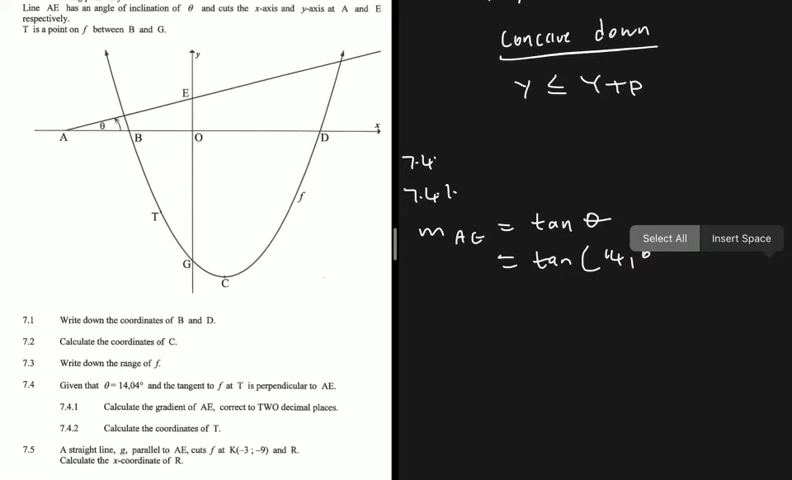 Line AE has an angle of inclination of θ and cuts the x-axis and y-axis at A and E
respectively.
T is a point on f between B and G.
y
E
θ
A
B
O
D
x
f
T
G
C
7.1 Write down the coordinates of B and D.
7.2 Calculate the coordinates of C.
7.3 Write down the range of f.
7.4 Given that θ= 14,04° and the tangent to f at T is perpendicular to AE.
7.4.1 Calculate the gradient of AE, correct to TWO decimal places.
7.4.2 Calculate the coordinates of T.
7.5 A straight line, g, parallel to AE, cuts f at K(–3 ; –9) and R.
Calculate the x-coordinate of R.
Concave down
y ≤ y+p
7.4
7.4.1
m AE = tan θ
Select All
Insert Space
= tan (14,0